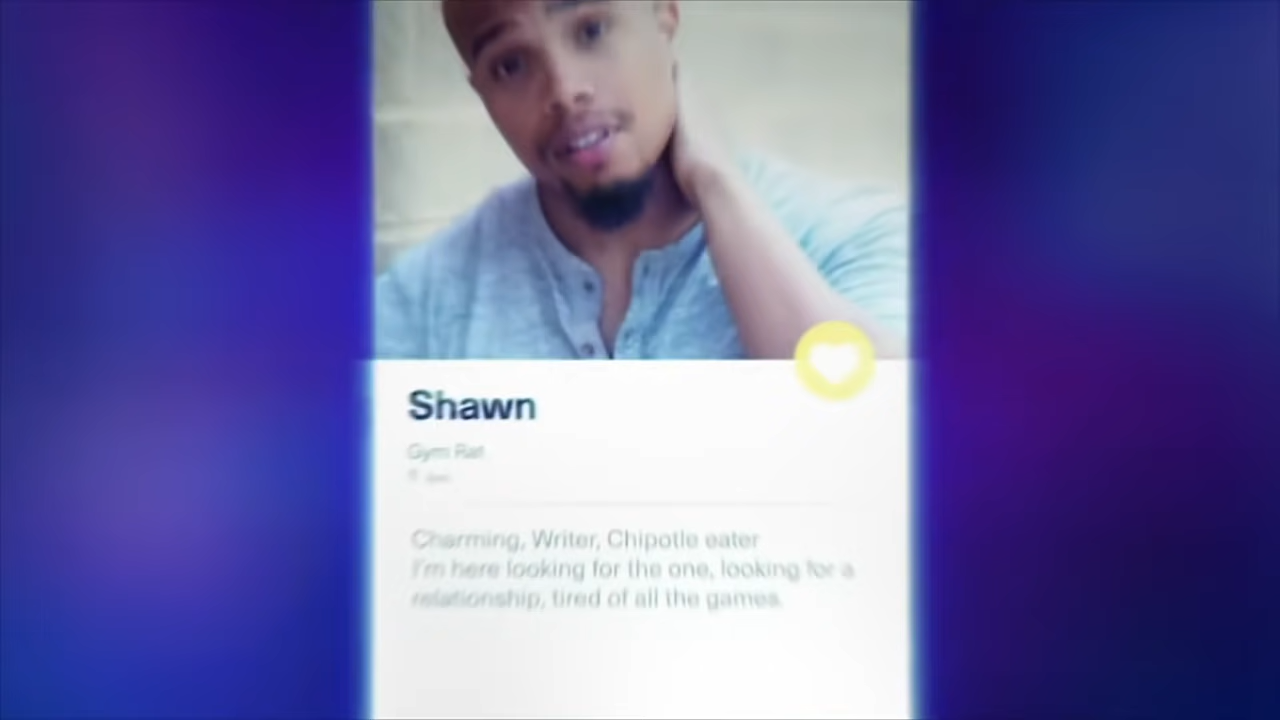 Shawn
Gym Rat
Charming, Writer, Chipotle eater
I'm here looking for the one, looking for a
relationship, tired of all the games.